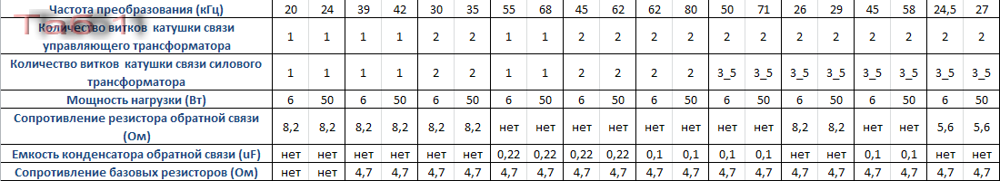 Частота преобразования (кГц) 20 24 39 42 30 35 55 68 45 62 62 80 50 71 26 29 45 58 24,5 27
Таб 1)
Количество витков катушки связи
управляющего трансформатора 1 1 1 1 2 2 1 1 2 2 2 2 2 2 2 2 2 2 2 2
Количество витков катушки связи силового
трансформатора 1 1 1 1 2 2 1 1 2 2 2 2 3_5 3_5 3_5 3_5 3_5 3_5 3_5 3_5
Мощность нагрузки (Вт) 6 50 6 50 6 50 6 50 6 50 6 50 6 50 6 50 6 50 6 50
Сопротивление резистора обратной связи
(Ом) 8,2 8,2 8,2 8,2 8,2 8,2 нет нет нет нет нет нет нет нет 8,2 8,2 нет нет 5,6 5,6
Емкость конденсатора обратной связи (uF) нет нет нет нет нет нет 0,22 0,22 0,22 0,22 0,1 0,1 0,1 0,1 нет нет 0,1 0,1 нет нет
Сопротивление базовых резисторов (Ом) нет нет 4,7 4,7 4,7 4,7 4,7 4,7 4,7 4,7 4,7 4,7 4,7 4,7 4,7 4,7 4,7 4,7 4,7 4,7